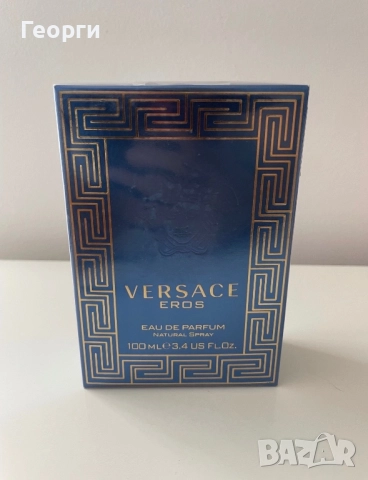 Георги
VERSACE
EROS
EAU DE PARFUM
NATURAL SPRAY
100 ML ℮ 3.4 US FL.OZ.
BAZAR